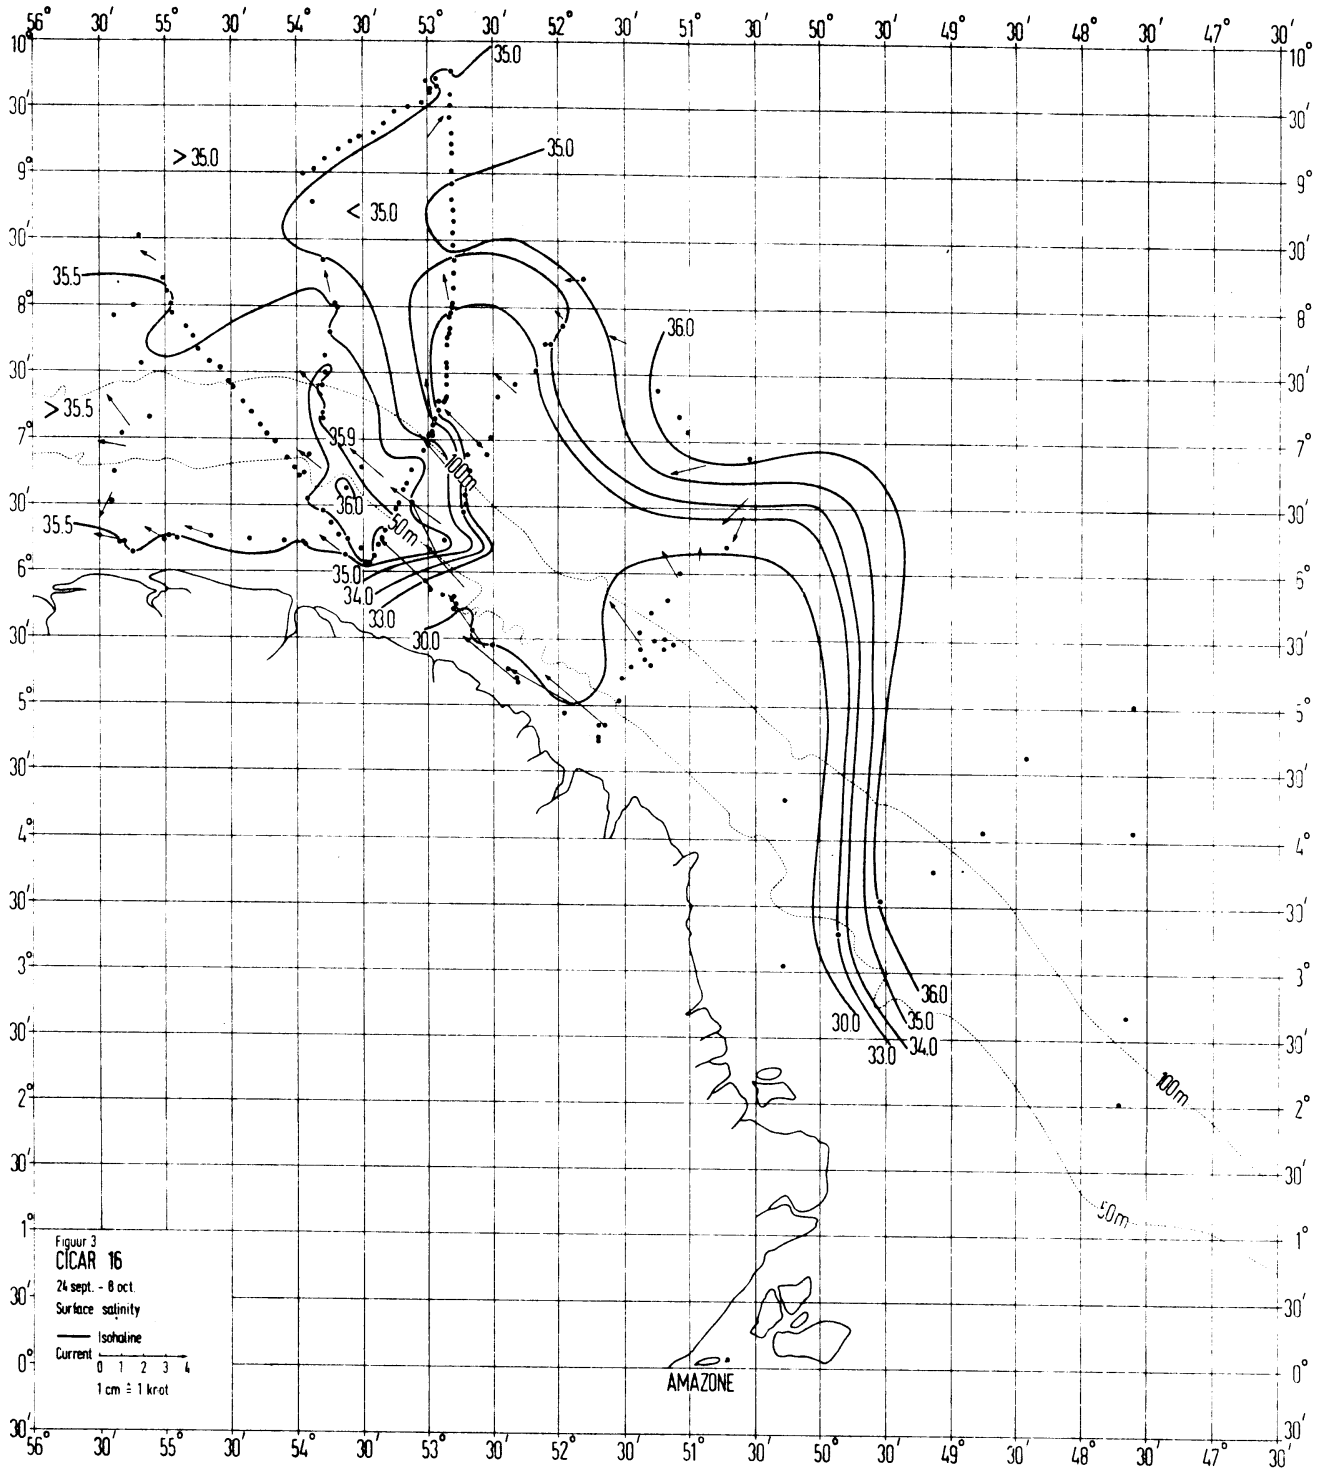 56° 30′ 55° 30′ 54° 30′ 53° 30′ 52° 30′ 51° 30′ 50° 30′ 49° 30′ 48° 30′ 47° 30′
10° 10°
35.0
30′ 30′
35.0
> 35.0
9° 9°
< 35.0
30′ 30′
35.5
8° 8°
36.0
30′ 30′
> 35.5
35.9
7° 7°
100m
30′ 36.0 30′
35.5 50m
6° 6°
35.0
34.0
33.0
30′ 30.0 30′
5° 5°
30′ 30′
4° 4°
30′ 30′
3° 3°
36.0
30.0 35.0
30′ 33.0 34.0 30′
100m
2° 2°
30′ 30′
50m
1° 1°
Figuur 3
CICAR 16
24 sept. - 8 oct.
30′ 30′
Surface salinity
Isohaline
Current
0 1 2 3 4
1 cm ≙ 1 knot
0° 0°
AMAZONE
30′ 30′
56° 30′ 55° 30′ 54° 30′ 53° 30′ 52° 30′ 51° 30′ 50° 30′ 49° 30′ 48° 30′ 47° 30′